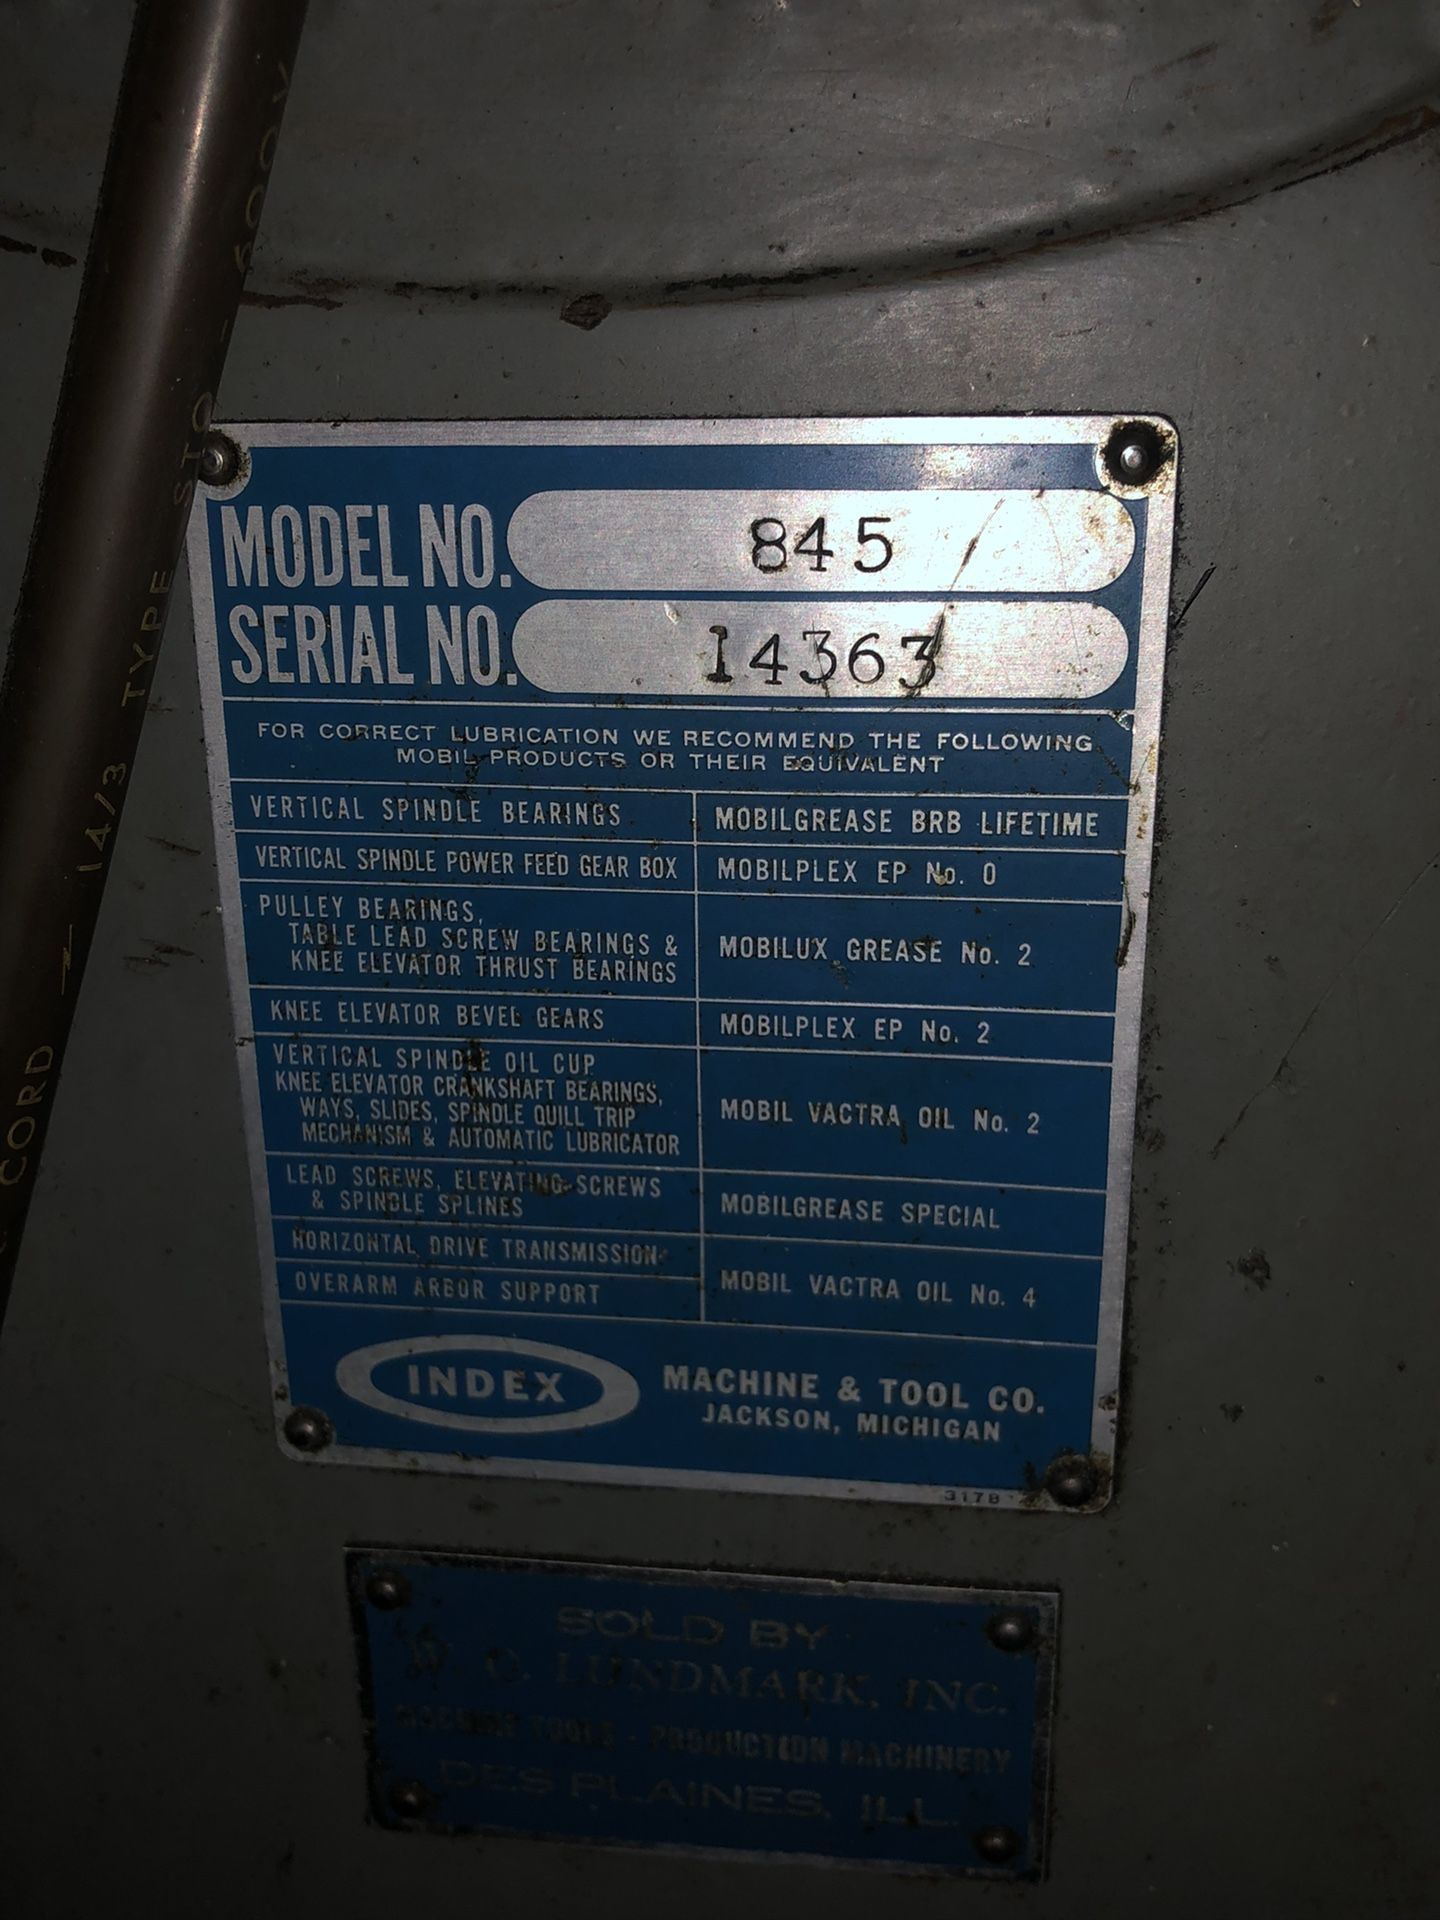 MODEL NO. 845
SERIAL NO. 14363
FOR CORRECT LUBRICATION WE RECOMMEND THE FOLLOWING
MOBIL PRODUCTS OR THEIR EQUIVALENT
VERTICAL SPINDLE BEARINGS MOBILGREASE BRB LIFETIME
VERTICAL SPINDLE POWER FEED GEAR BOX MOBILPLEX EP No. 0
PULLEY BEARINGS,
TABLE LEAD SCREW BEARINGS &
KNEE ELEVATOR THRUST BEARINGS
MOBILUX GREASE No. 2
KNEE ELEVATOR BEVEL GEARS MOBILPLEX EP No. 2
VERTICAL SPINDLE OIL CUP
KNEE ELEVATOR CRANKSHAFT BEARINGS,
WAYS, SLIDES, SPINDLE QUILL TRIP
MECHANISM & AUTOMATIC LUBRICATOR
MOBIL VACTRA OIL No. 2
LEAD SCREWS, ELEVATING SCREWS
& SPINDLE SPLINES
MOBILGREASE SPECIAL
HORIZONTAL DRIVE TRANSMISSION
OVERARM ARBOR SUPPORT
MOBIL VACTRA OIL No. 4
INDEX
MACHINE & TOOL CO.
JACKSON, MICHIGAN
317B
SOLD BY
W. O. LUNDMARK, INC.
MACHINE TOOLS - PRODUCTION MACHINERY
DES PLAINES, ILL.
CORD 14/3 TYPE STO - 600V